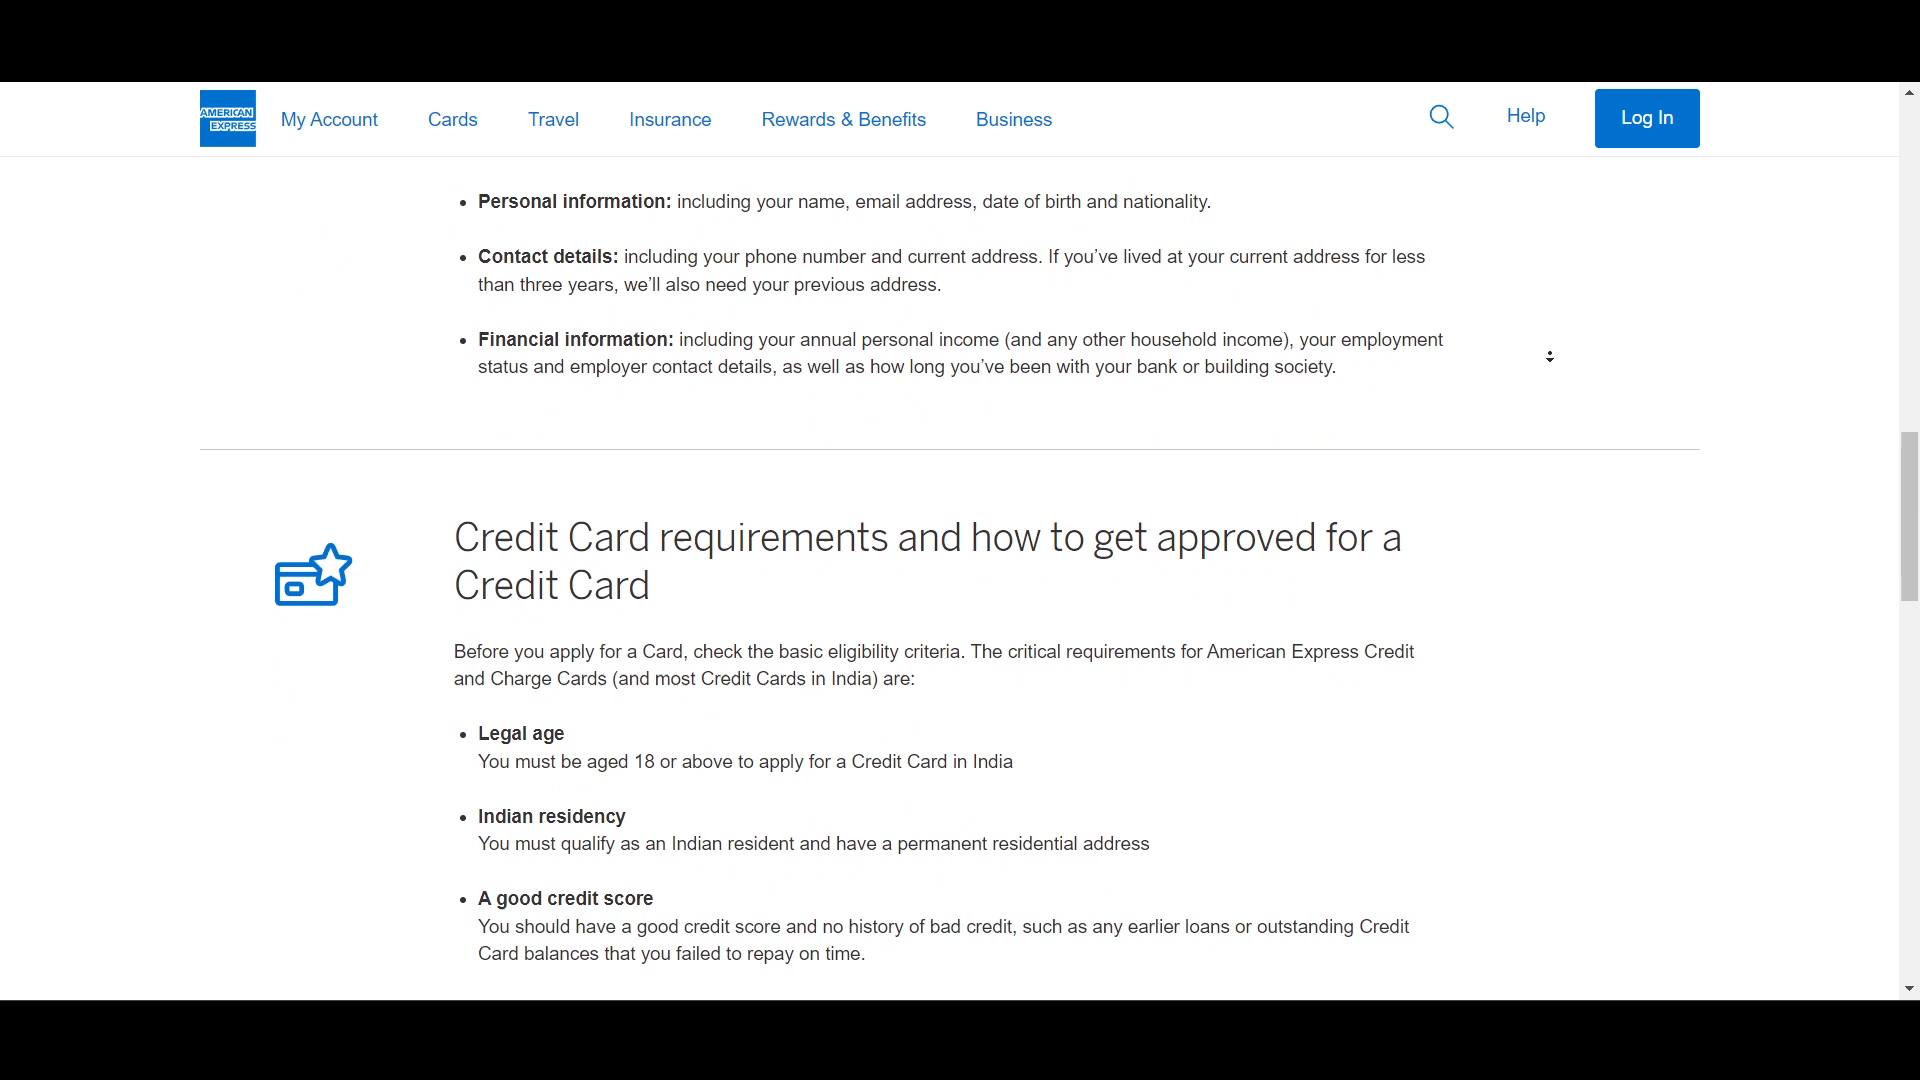 AMERICAN
EXPRESS
My Account
Cards
Travel
Insurance
Rewards & Benefits
Business
Help
Log In
• Personal information: including your name, email address, date of birth and nationality.
• Contact details: including your phone number and current address. If you’ve lived at your current address for less
than three years, we’ll also need your previous address.
• Financial information: including your annual personal income (and any other household income), your employment
status and employer contact details, as well as how long you’ve been with your bank or building society.
Credit Card requirements and how to get approved for a
Credit Card
Before you apply for a Card, check the basic eligibility criteria. The critical requirements for American Express Credit
and Charge Cards (and most Credit Cards in India) are:
• Legal age
You must be aged 18 or above to apply for a Credit Card in India
• Indian residency
You must qualify as an Indian resident and have a permanent residential address
• A good credit score
You should have a good credit score and no history of bad credit, such as any earlier loans or outstanding Credit
Card balances that you failed to repay on time.